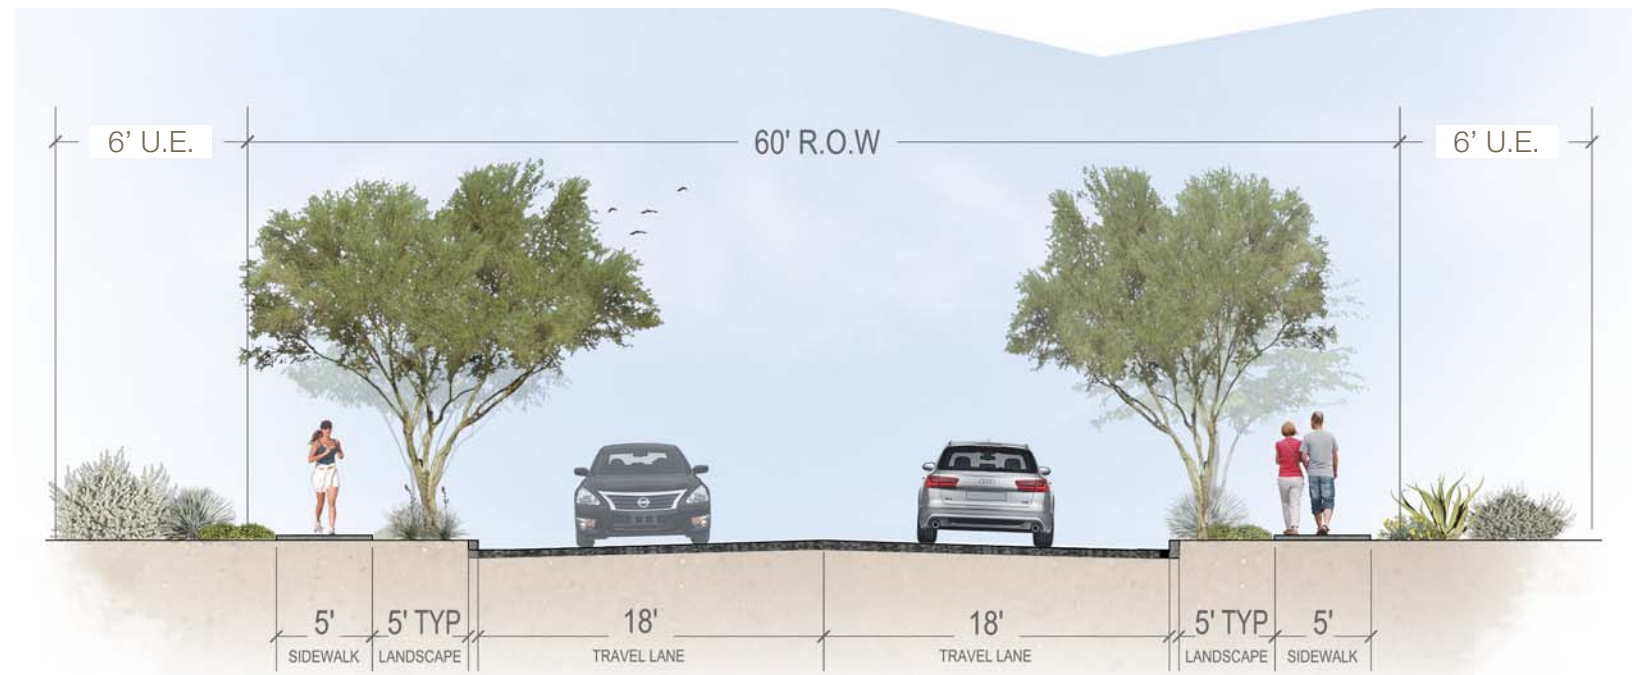 6’ U.E.
60' R.O.W
6’ U.E.
5'
5' TYP
18'
18'
5' TYP
5'
SIDEWALK
LANDSCAPE
TRAVEL LANE
TRAVEL LANE
LANDSCAPE
SIDEWALK